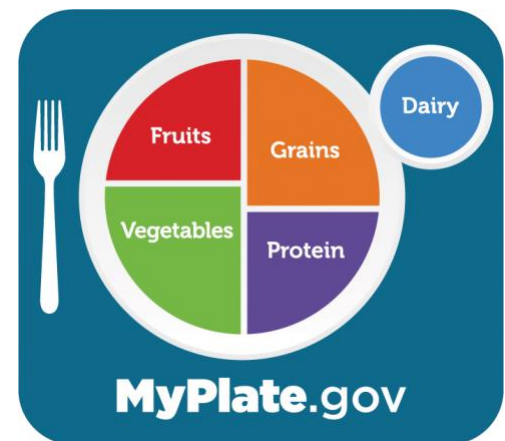 Fruits
Grains
Dairy
Vegetables
Protein
MyPlate.gov